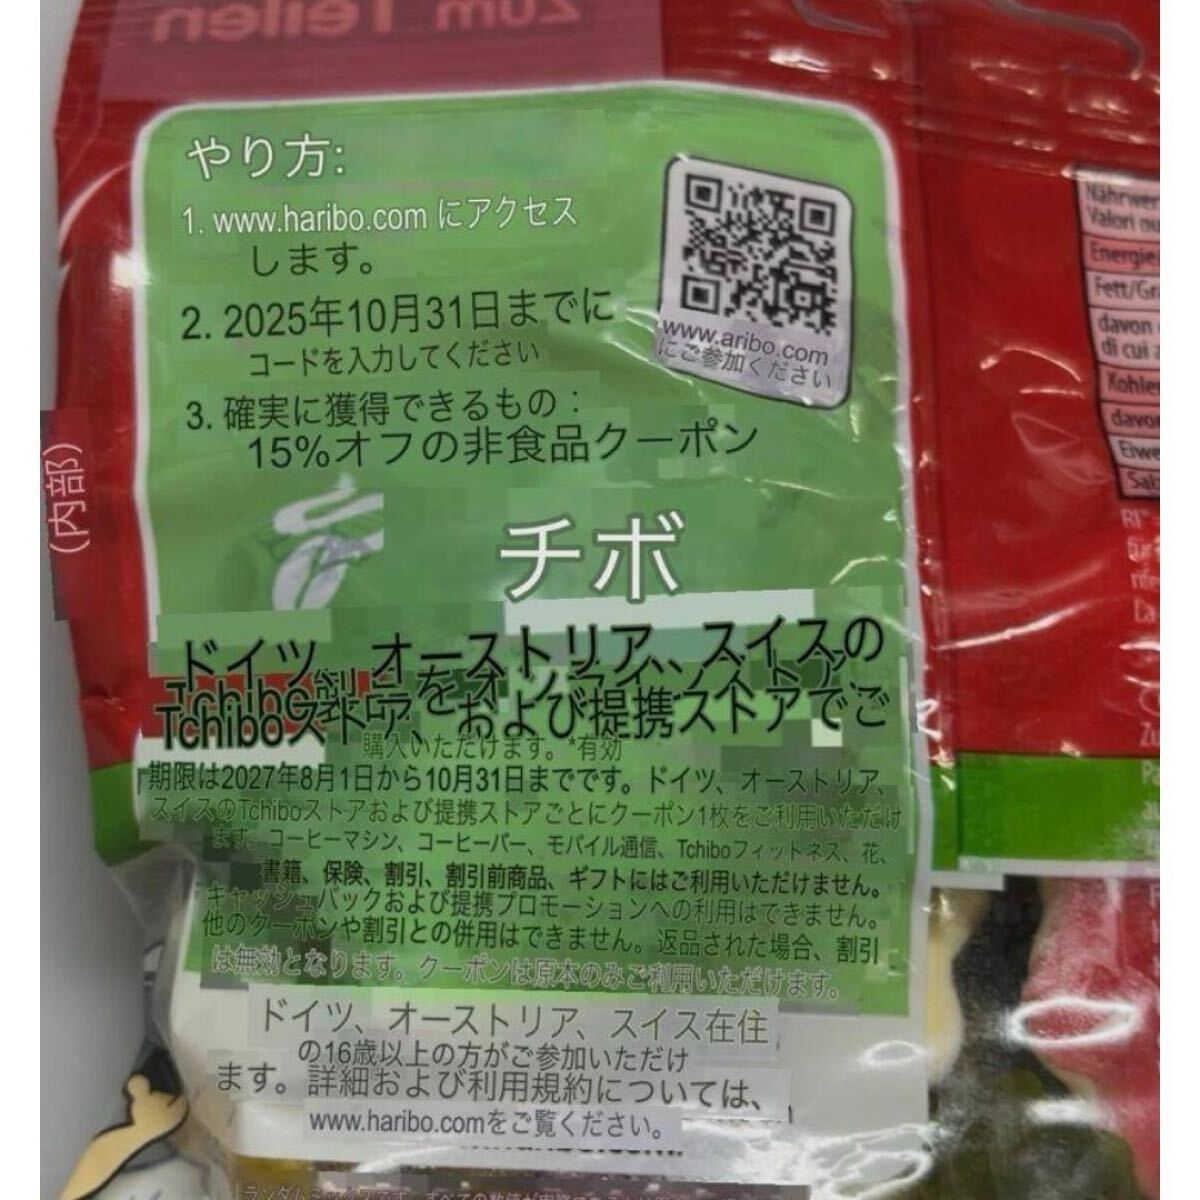 Zum Teilen
やり方:
1. www.haribo.com にアクセス
します。
2. 2025年10月31日までに
コードを入力してください
3. 確実に獲得できるもの：
15%オフの非食品クーポン
www.aribo.com
にご参加ください
(内部)
チボ
ドイツ、オーストリア、スイスの
Tchiboストア、および提携ストアでご
購入いただけます。*有効
期限は2027年8月1日から10月31日までです。ドイツ、オーストリア、
スイスのTchiboストアおよび提携ストアごとにクーポン1枚をご利用いただけ
ます。コーヒーマシン、コーヒーバー、モバイル通信、Tchiboフィットネス、花、
書籍、保険、割引、割引前商品、ギフトにはご利用いただけません。
キャッシュバックおよび提携プロモーションへの利用はできません。
他のクーポンや割引との併用はできません。返品された場合、割引
は無効となります。クーポンは原本のみご利用いただけます。
ドイツ、オーストリア、スイス在住
の16歳以上の方がご参加いただけ
ます。詳細および利用規約については、
www.haribo.comをご覧ください。
Nährwer
Valori nu
Energie
Fett/Gra
davon
di cui a
Kohle
davon
Eiwe